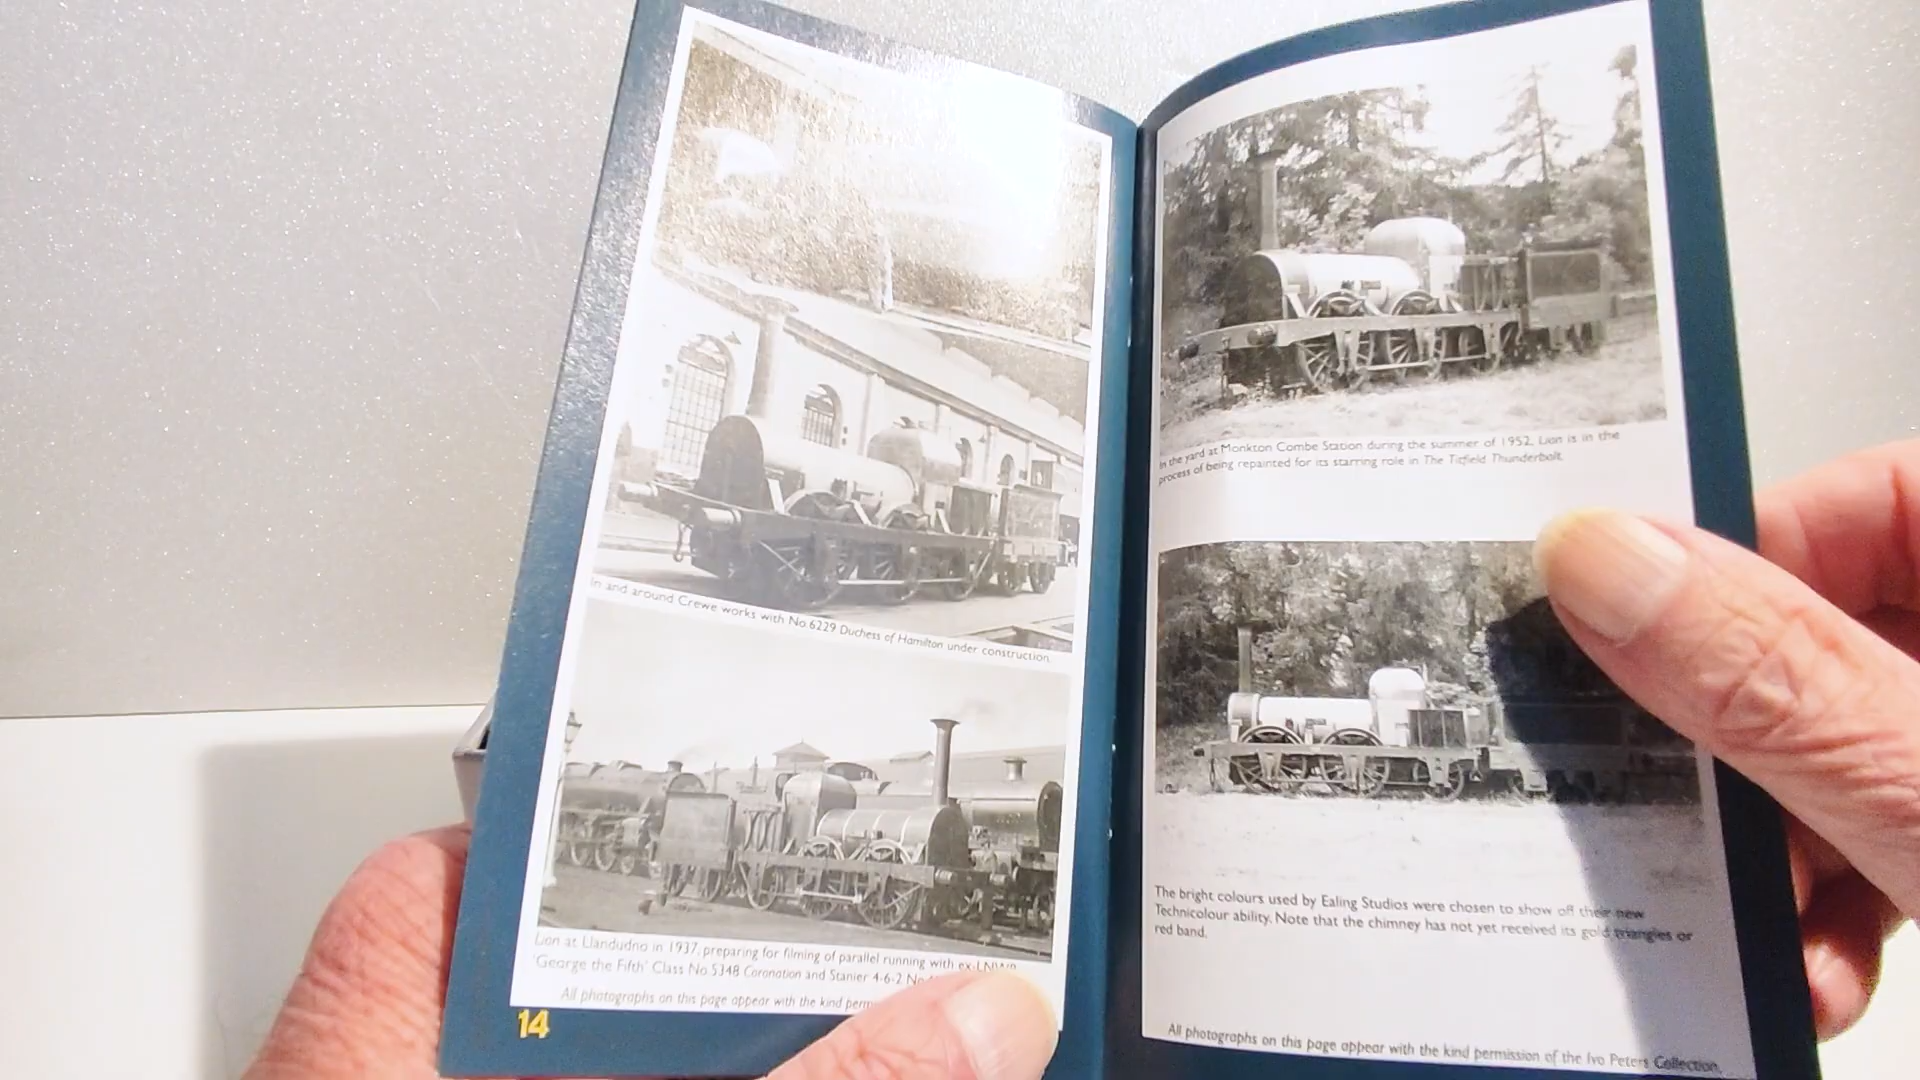 In and around Crewe works with No.6229 Duchess of Hamilton under construction.
Lion at Llandudno in 1937, preparing for filming of parallel running with ex-LNWR
'George the Fifth' Class No.5348 Coronation and Stanier 4-6-2
All photographs on this page appear with the kind
14
In the yard at Monkton Combe Station during the summer of 1952, Lion is in the
process of being repainted for its starring role in The Titfield Thunderbolt.
The bright colours used by Ealing Studios were chosen to show off their new
Technicolour ability. Note that the chimney has not yet received its gold triangles or
red band.
All photographs on this page appear with the kind permission of the Ivo Peters Collection.